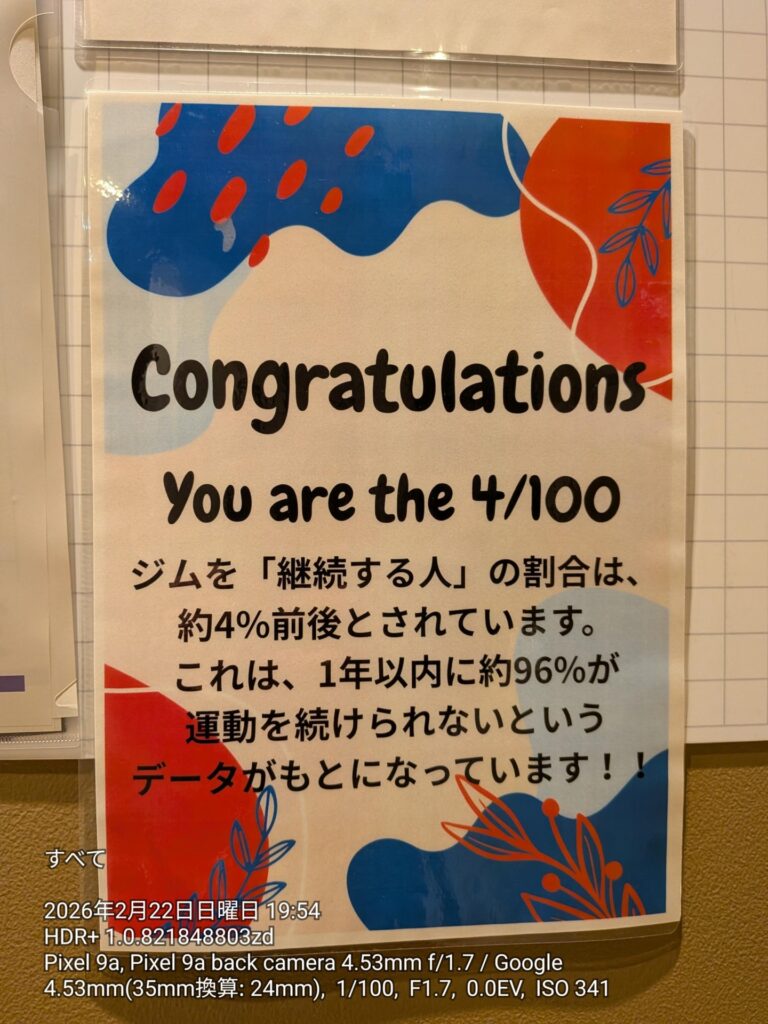 Congratulations
You are the 4/100
ジムを「継続する人」の割合は、
約4%前後とされています。
これは、1年以内に約96%が
運動を続けられないという
データがもとになっています！！
すべて
2026年2月22日日曜日 19:54
HDR+ 1.0.821848803zd
Pixel 9a, Pixel 9a back camera 4.53mm f/1.7 / Google
4.53mm(35mm換算: 24mm), 1/100, F1.7, 0.0EV, ISO 341